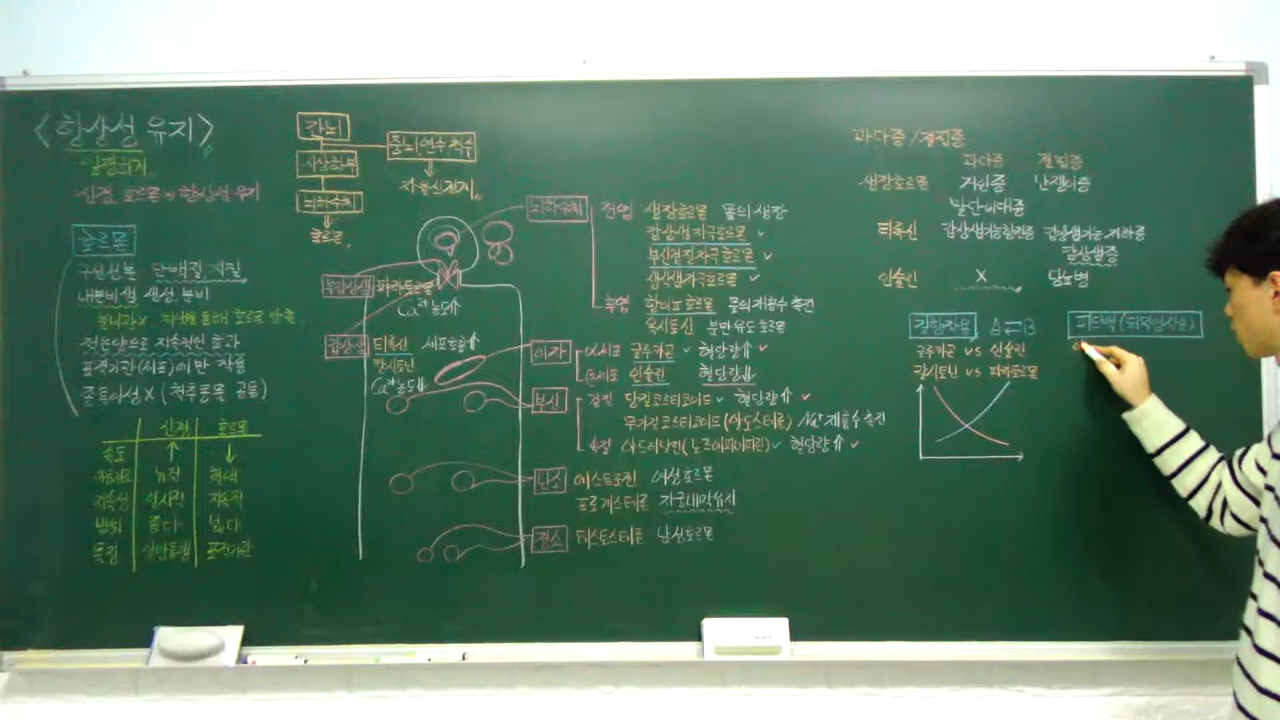 <항상성 유지>
일정하게
신경, 호르몬 → 항상성 유지
호르몬
구성성분 단백질, 지질
내분비샘 생성, 분비
분비관X 혈액을 통해 호르몬 방출
적은양으로 지속적인 효과
표적기관(세포)에만 작용
종특이성 X (척추동물 공통)
신경 호르몬
속도 ↑ ↓
뉴런 혈액
지속성 일시적 지속적
범위 좁다 넓다
특징 일방통행 표적기관
간뇌
시상하부
뇌하수체
호르몬
중뇌 연수 척수
자율신경계
부갑상샘 파라토르몬
Ca²⁺ 농도↑
갑상샘 티록신 세포호흡↑
칼시토닌
Ca²⁺ 농도↓
뇌하수체
전엽 생장호르몬 몸의 생장
갑상샘자극호르몬 ✓
부신겉질자극호르몬 ✓
생식샘자극호르몬 ✓
후엽 항이뇨호르몬 물의 재흡수 촉진
옥시토신 분만 유도 호르몬
이자 α세포 글루카곤 ✓ 혈당량↑ ✓
β세포 인슐린 혈당량↓
부신 겉질 당질코르티코이드 ✓ 혈당량↑ ✓
무기질코르티코이드(알도스테론) Na⁺ 재흡수 촉진
속질 아드레날린(노르에피네프린) ✓ 혈당량↑ ✓
난소 에스트로젠 여성호르몬
프로게스테론 자궁내막유지
정소 테스토스테론 남성호르몬
과다증 / 결핍증
과다증 결핍증
생장호르몬 거인증 난쟁이증
말단비대증
티록신 갑상샘기능항진증 갑상샘기능저하증
갑상샘종
인슐린 X 당뇨병
길항작용 A ⇄ B
글루카곤 vs 인슐린
칼시토닌 vs 파라토르몬
피드백(되먹임작용)